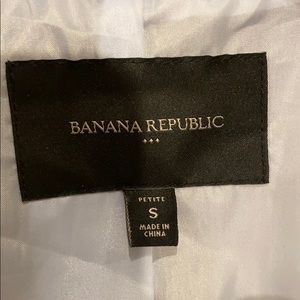 BANANA REPUBLIC
PETITE
S
MADE IN
CHINA